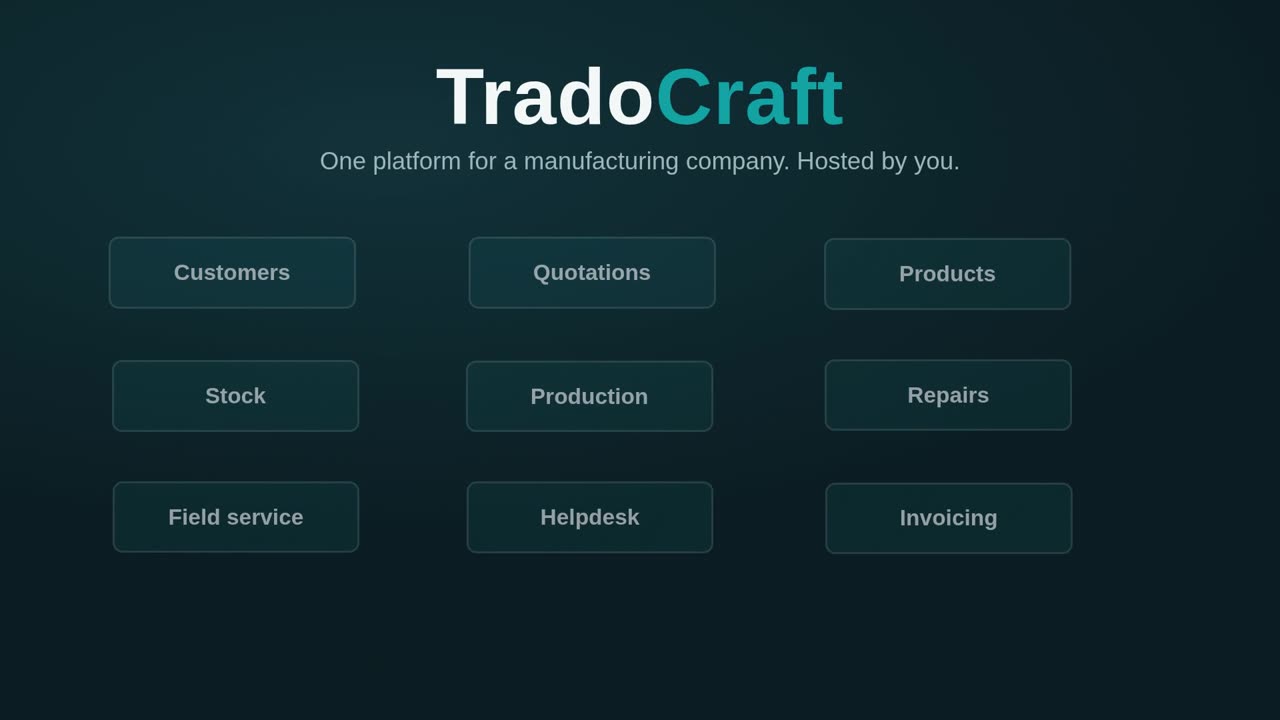 TradoCraft
One platform for a manufacturing company. Hosted by you.
Customers
Quotations
Products
Stock
Production
Repairs
Field service
Helpdesk
Invoicing